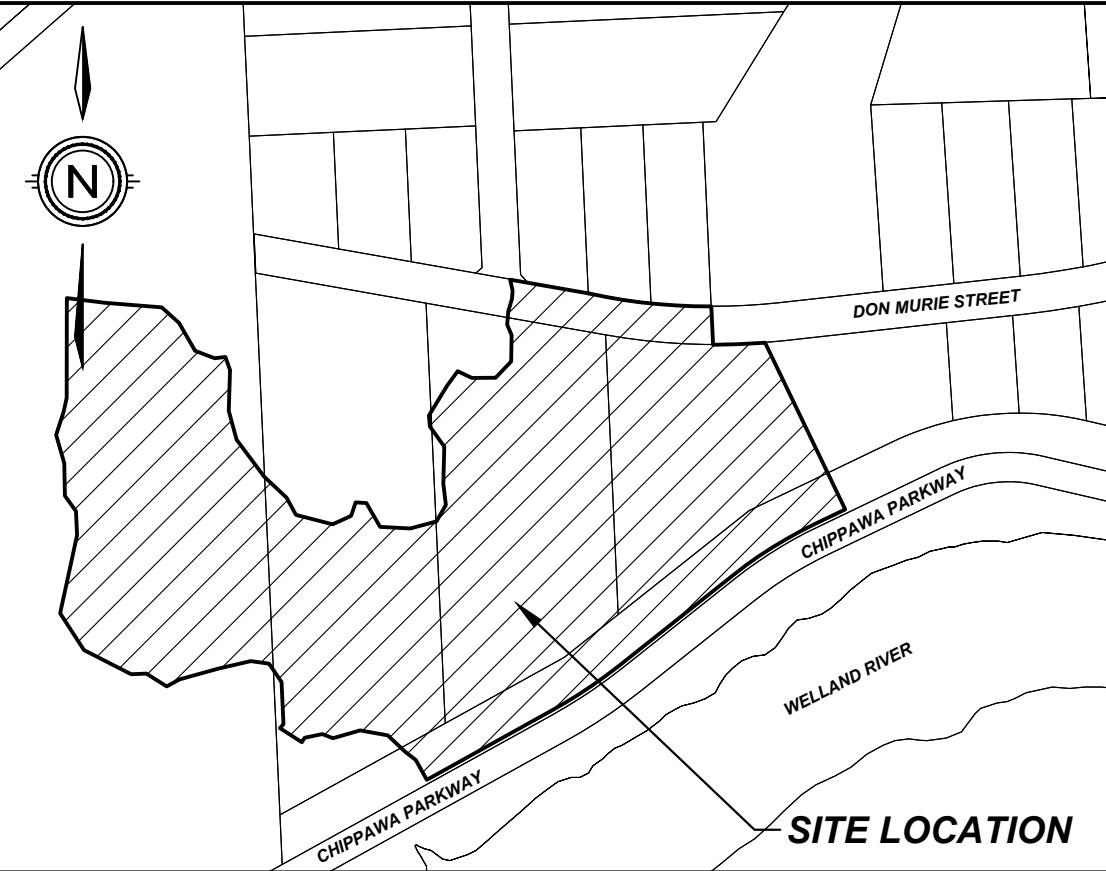 N
DON MURIE STREET
CHIPPAWA PARKWAY
WELLAND RIVER
CHIPPAWA PARKWAY
SITE LOCATION